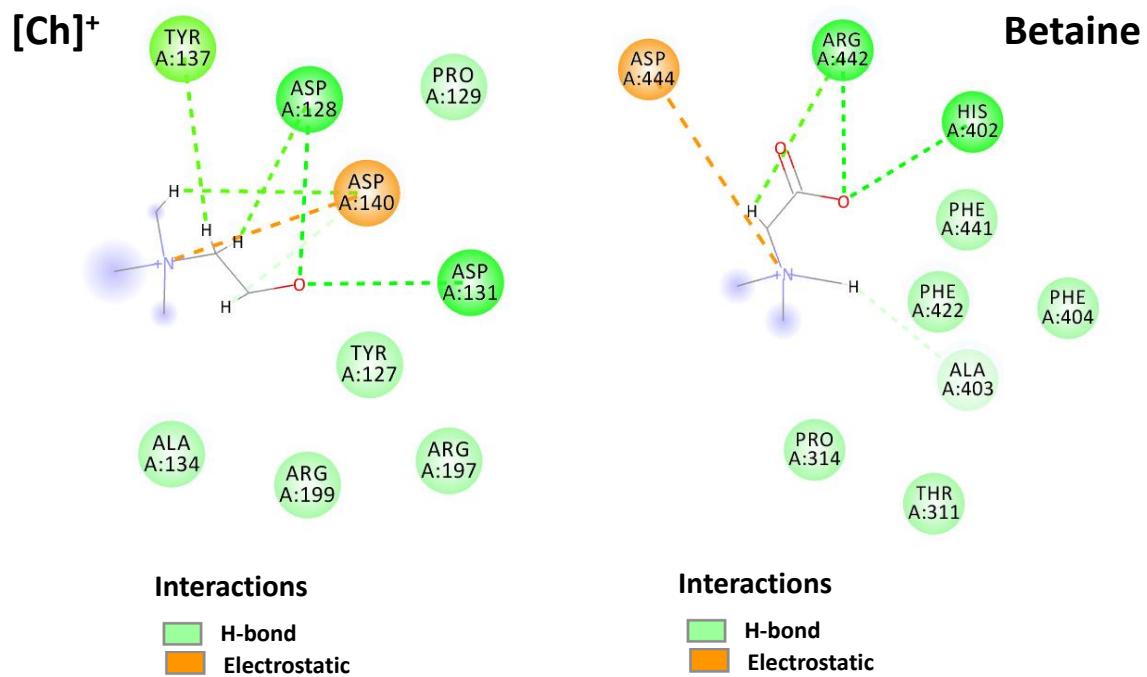 [Ch]+
TYR
A:137
ASP
A:128
PRO
A:129
ASP
A:140
H
H
H
+N
O
H
ASP
A:131
TYR
A:127
ALA
A:134
ARG
A:199
ARG
A:197
Interactions
H-bond
Electrostatic
Betaine
ASP
A:444
ARG
A:442
HIS
A:402
O
O
H
PHE
A:441
N
+
H
PHE
A:422
PHE
A:404
ALA
A:403
PRO
A:314
THR
A:311
Interactions
H-bond
Electrostatic